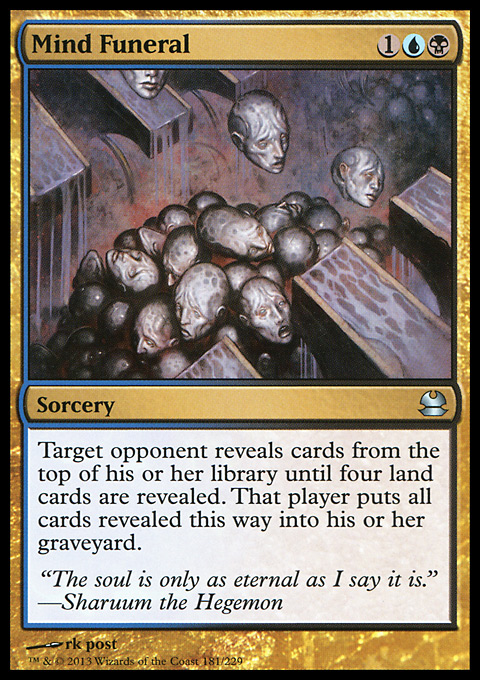 Mind Funeral 1
Sorcery
Target opponent reveals cards from the
top of his or her library until four land
cards are revealed. That player puts all
cards revealed this way into his or her
graveyard.
“The soul is only as eternal as I say it is.”
—Sharuum the Hegemon
rk post
™ & © 2013 Wizards of the Coast 181/229